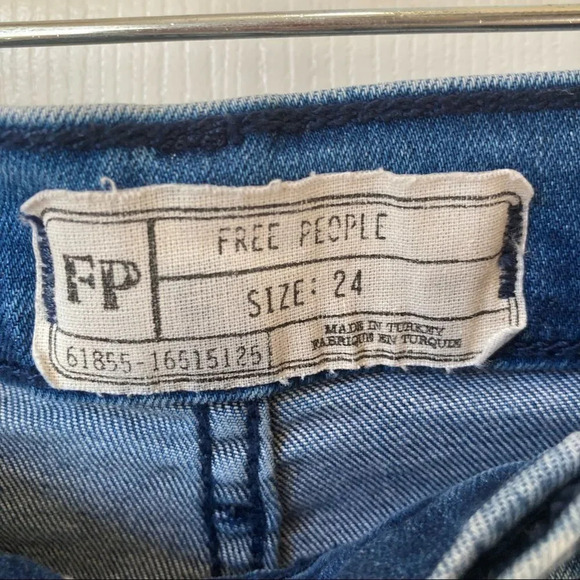 FP
FREE PEOPLE
SIZE: 24
61855-16515125
MADE IN TURKEY
FABRIQUE EN TURQUIE